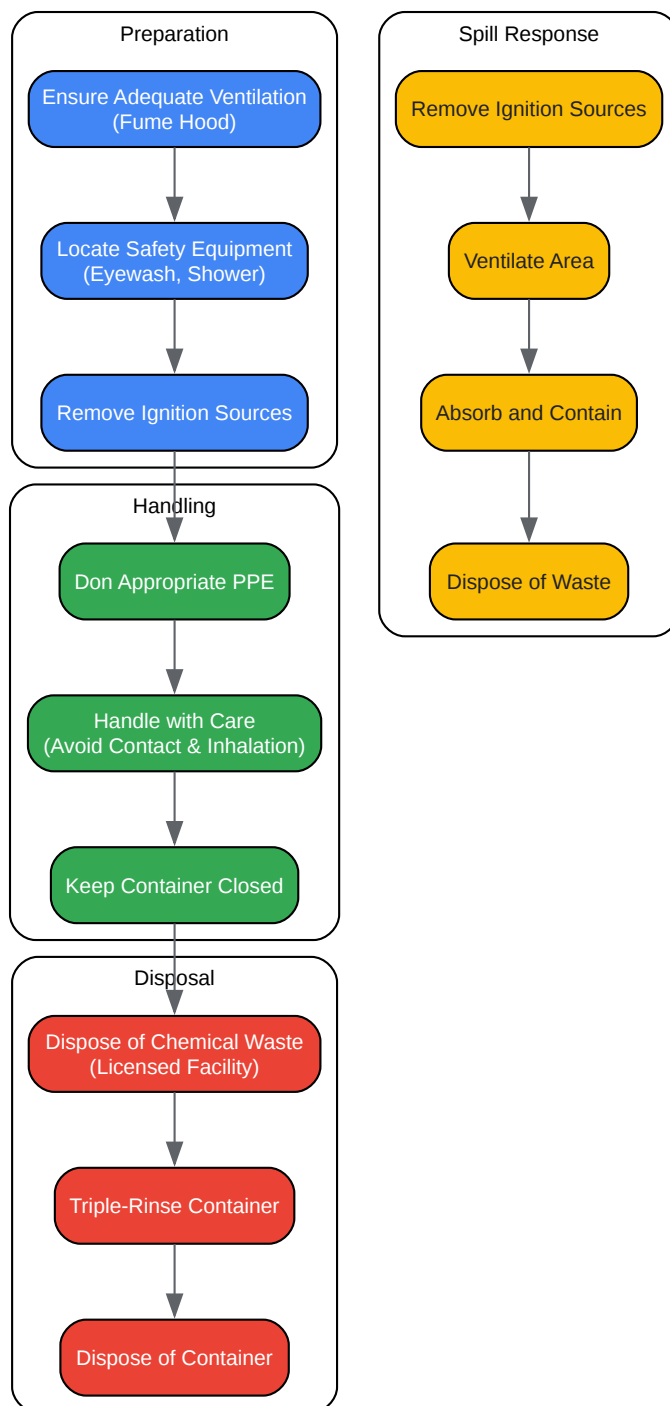 Preparation
Ensure Adequate Ventilation
(Fume Hood)
Locate Safety Equipment
(Eyewash, Shower)
Remove Ignition Sources
Handling
Don Appropriate PPE
Handle with Care
(Avoid Contact & Inhalation)
Keep Container Closed
Disposal
Dispose of Chemical Waste
(Licensed Facility)
Triple-Rinse Container
Dispose of Container
Spill Response
Remove Ignition Sources
Ventilate Area
Absorb and Contain
Dispose of Waste